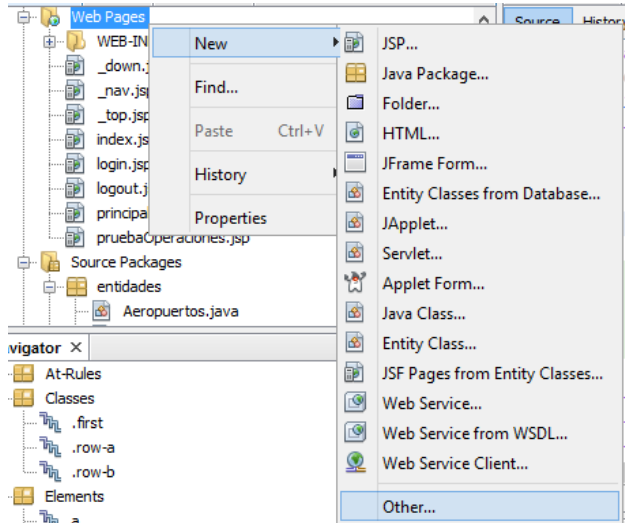 Web Pages
WEB-IN
_down.j
_nav.jsp
_top.jsp
index.js
login.jsp
logout.j
principa
pruebaOperaciones.jsp
Source Packages
entidades
Aeropuertos.java
New
Find...
Paste Ctrl+V
History
Properties
Source Histor
JSP...
Java Package...
Folder...
HTML...
JFrame Form...
Entity Classes from Database...
JApplet...
Servlet...
Applet Form...
Java Class...
Entity Class...
JSF Pages from Entity Classes...
Web Service...
Web Service from WSDL...
Web Service Client...
Other...
vigator ×
At-Rules
Classes
.first
.row-a
.row-b
Elements
a